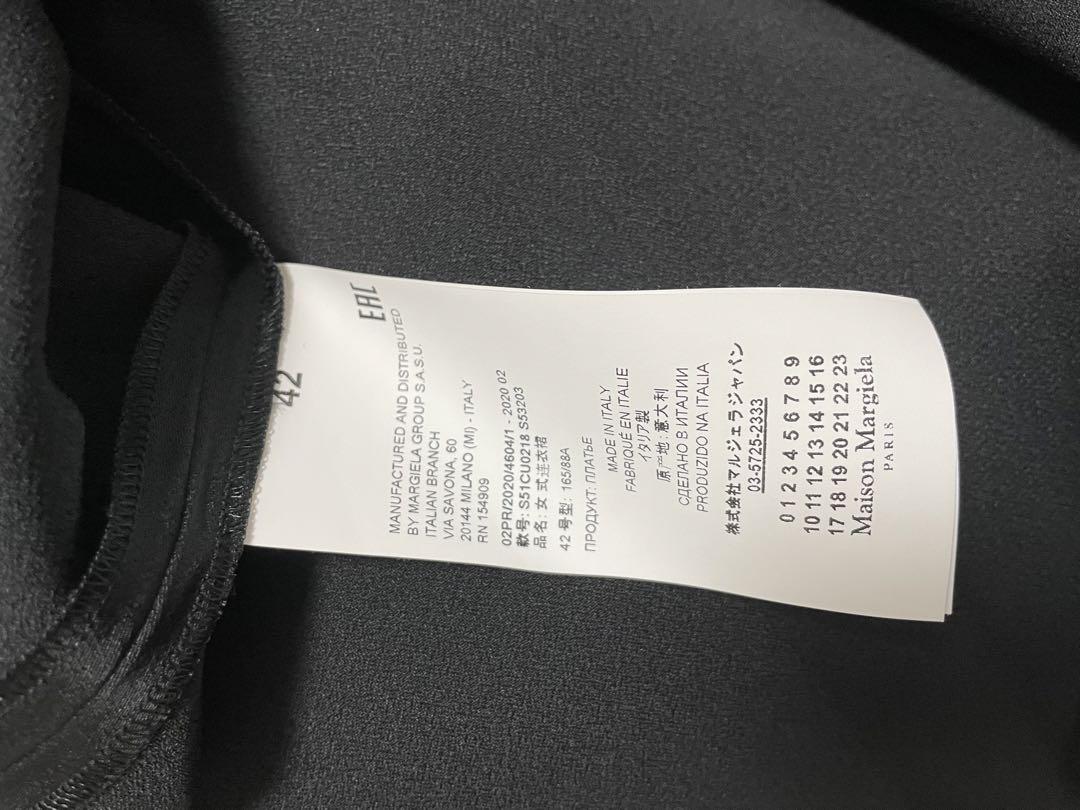 42
EAC
MANUFACTURED AND DISTRIBUTED
BY MARGIELA GROUP S.A.S.U.
ITALIAN BRANCH
VIA SAVONA, 60
20144 MILANO (MI) - ITALY
RN 154909
02PR/2020/4604/1 - 2020 02
款号: S51CU0218 S53203
品名: 女 式连衣裙
42 号型: 165/88A
ПРОДУКТ: ПЛАТЬЕ
MADE IN ITALY
FABRIQUÉ EN ITALIE
イタリア製
原产地: 意大利
СДЕЛАНО В ИТАЛИИ
PRODUZIDO NA ITALIA
株式会社マルジェラジャパン
03-5725-2333
0 1 2 3 4 5 6 7 8 9
10 11 12 13 14 15 16
17 18 19 20 21 22 23
Maison Margiela
PARIS